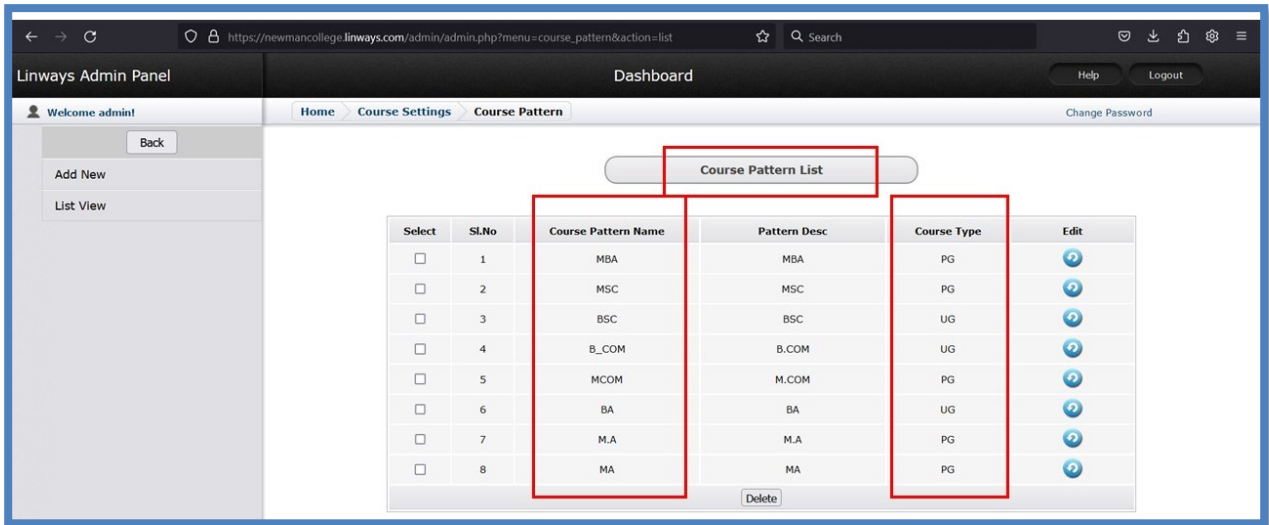 https://newmancollege.linways.com/admin/admin.php?menu=course_pattern&action=list Search
Linways Admin Panel Dashboard Help Logout
Welcome admin! Home Course Settings Course Pattern Change Password
Back
Add New
List View
Course Pattern List
Select Sl.No Course Pattern Name Pattern Desc Course Type Edit
1 MBA MBA PG
2 MSC MSC PG
3 BSC BSC UG
4 B_COM B.COM UG
5 MCOM M.COM PG
6 BA BA UG
7 M.A M.A PG
8 MA MA PG
Delete